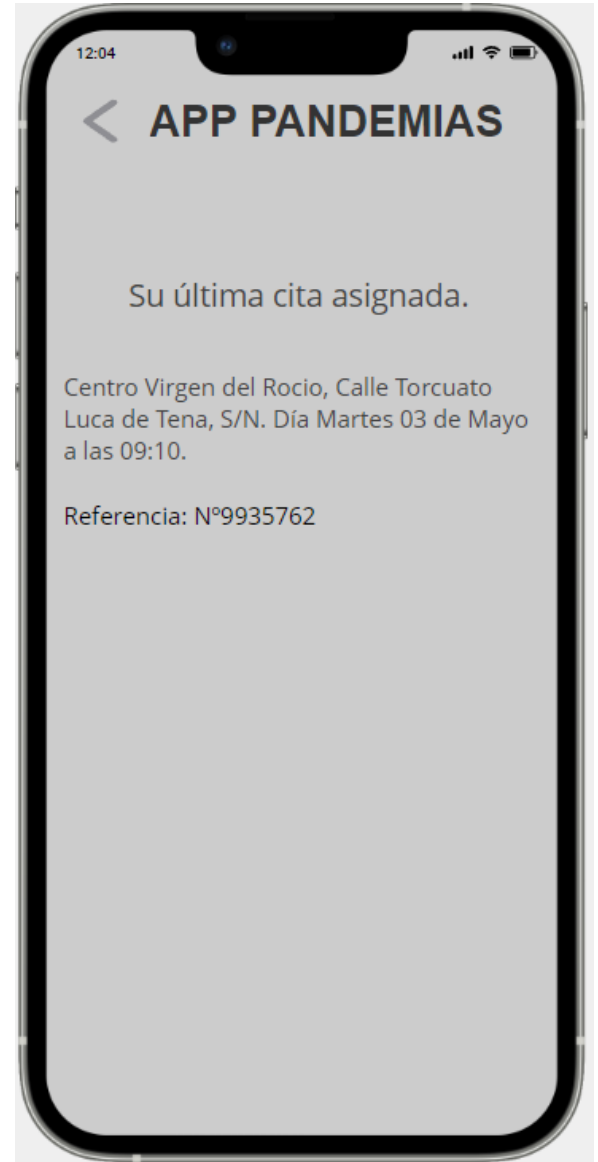 12:04
APP PANDEMIAS
Su última cita asignada.
Centro Virgen del Rocio, Calle Torcuato
Luca de Tena, S/N. Día Martes 03 de Mayo
a las 09:10.
Referencia: Nº9935762